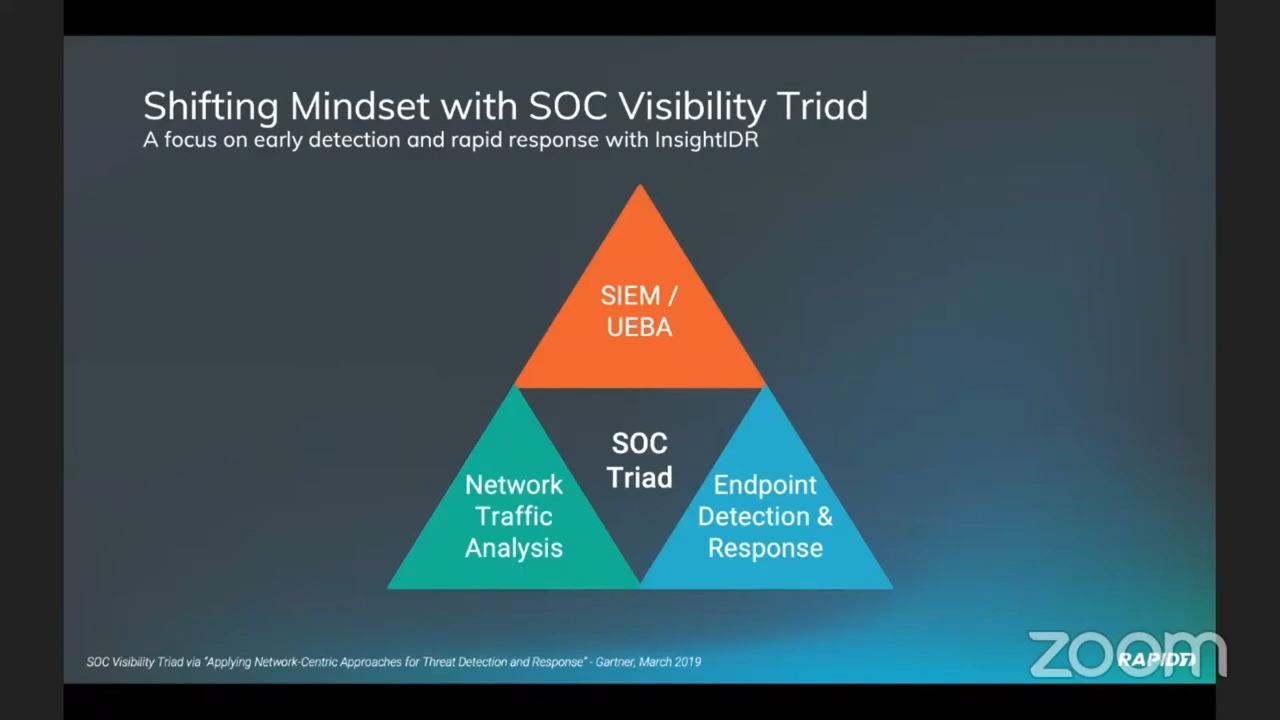 Shifting Mindset with SOC Visibility Triad
A focus on early detection and rapid response with InsightIDR
SIEM /
UEBA
SOC
Triad
Network
Traffic
Analysis
Endpoint
Detection &
Response
SOC Visibility Triad via "Applying Network-Centric Approaches for Threat Detection and Response" - Gartner, March 2019
zoom
RAPID7